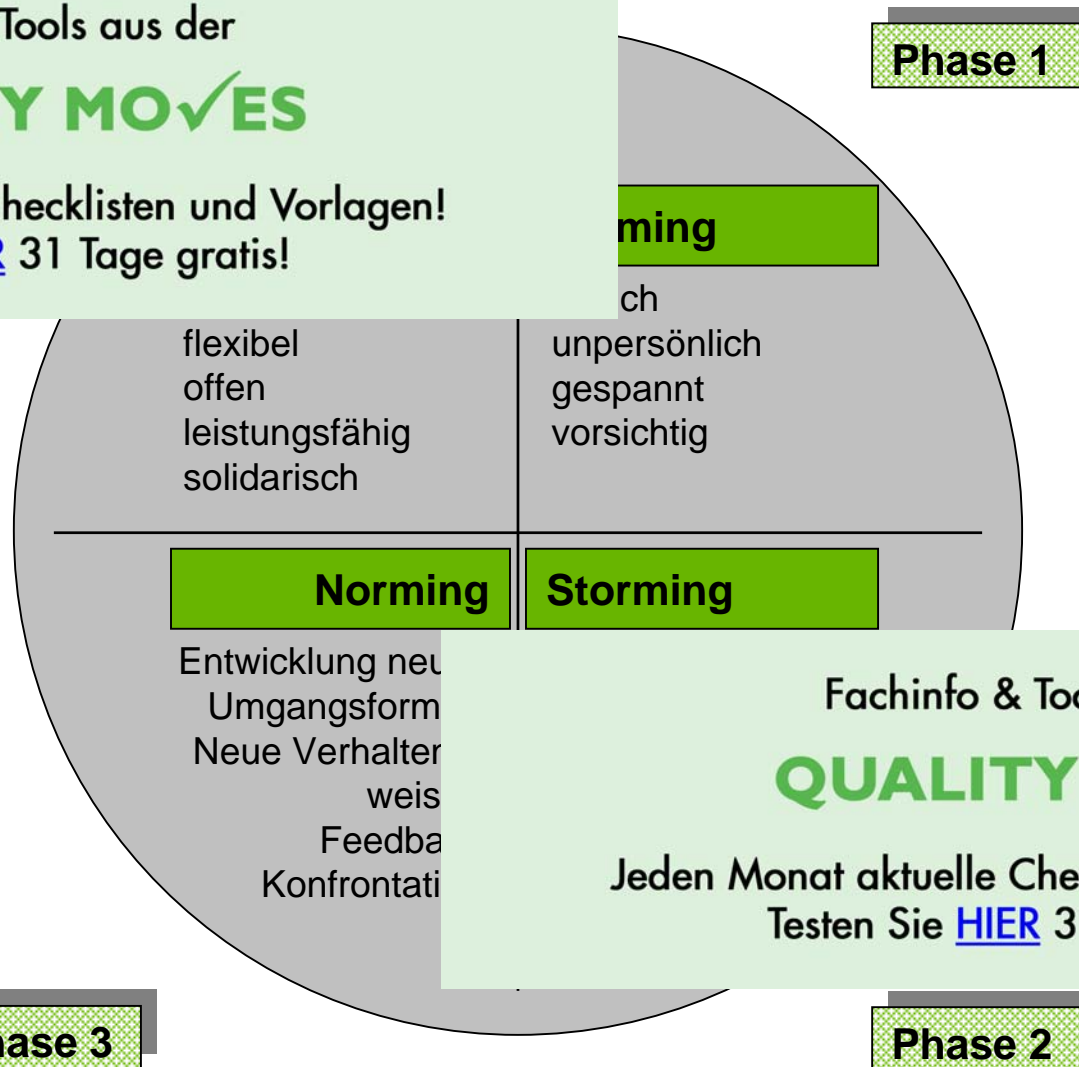 Tools aus der
Phase 1
Y MOVES
hecklisten und Vorlagen!
31 Tage gratis!
ming
ch
flexibel
offen
leistungsfähig
solidarisch
unpersönlich
gespannt
vorsichtig
Norming
Storming
Entwicklung neu
Umgangsform
Neue Verhalten
weis
Feedba
Konfrontati
Fachinfo & Too
QUALITY
Jeden Monat aktuelle Che
Testen Sie HIER 3
ase 3
Phase 2